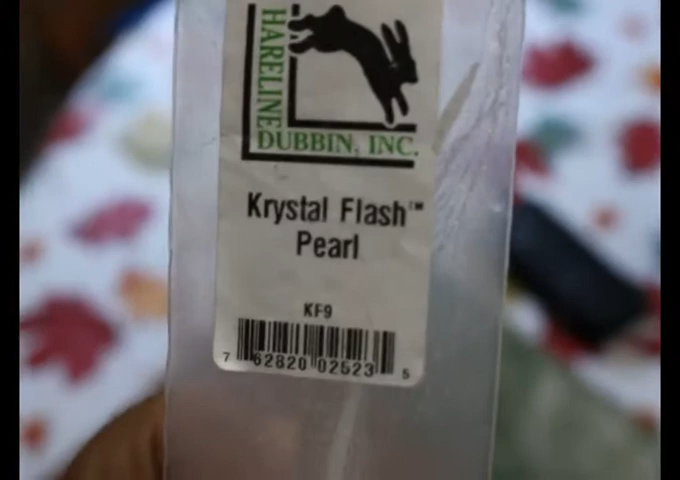 HARELINE
DUBBIN, INC.
Krystal Flash™
Pearl
KF9
7 62820 02523 5